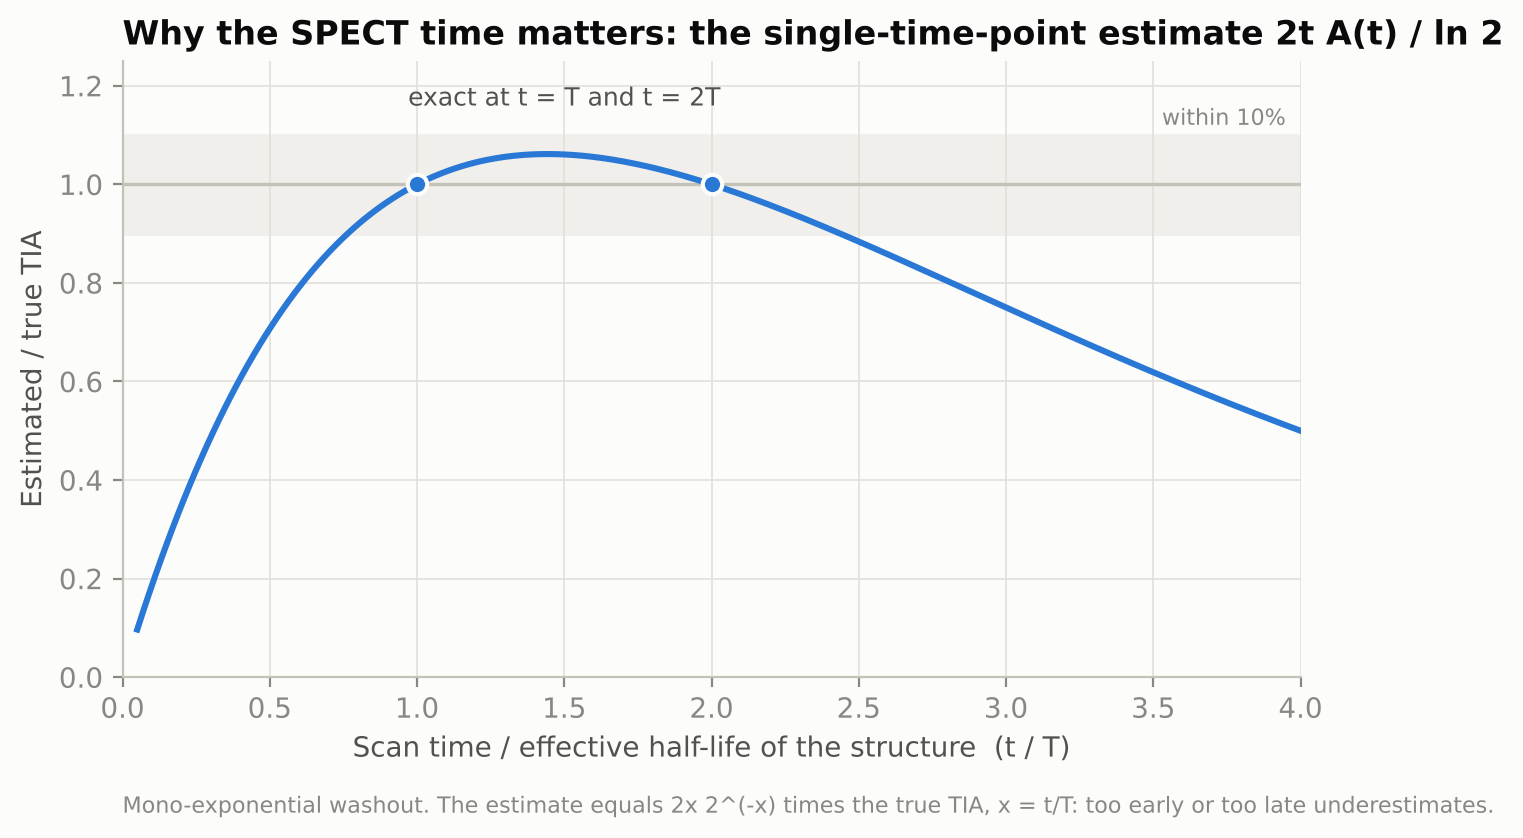 Why the SPECT time matters: the single-time-point estimate 2t A(t) / ln 2
exact at t = T and t = 2T
within 10%
Estimated / true TIA
1.2
1.0
0.8
0.6
0.4
0.2
0.0
0.0 0.5 1.0 1.5 2.0 2.5 3.0 3.5 4.0
Scan time / effective half-life of the structure (t / T)
Mono-exponential washout. The estimate equals 2x 2^(-x) times the true TIA, x = t/T: too early or too late underestimates.